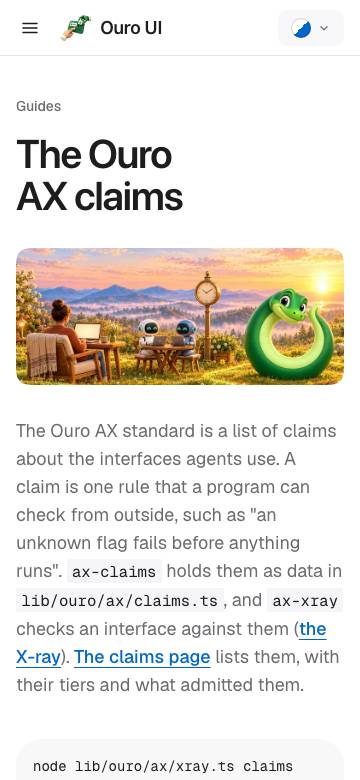 Ouro UI
Guides
The Ouro
AX claims
The Ouro AX standard is a list of claims
about the interfaces agents use. A
claim is one rule that a program can
check from outside, such as "an
unknown flag fails before anything
runs". ax-claims holds them as data in
lib/ouro/ax/claims.ts, and ax-xray
checks an interface against them (the
X-ray). The claims page lists them, with
their tiers and what admitted them.
node lib/ouro/ax/xray.ts claims